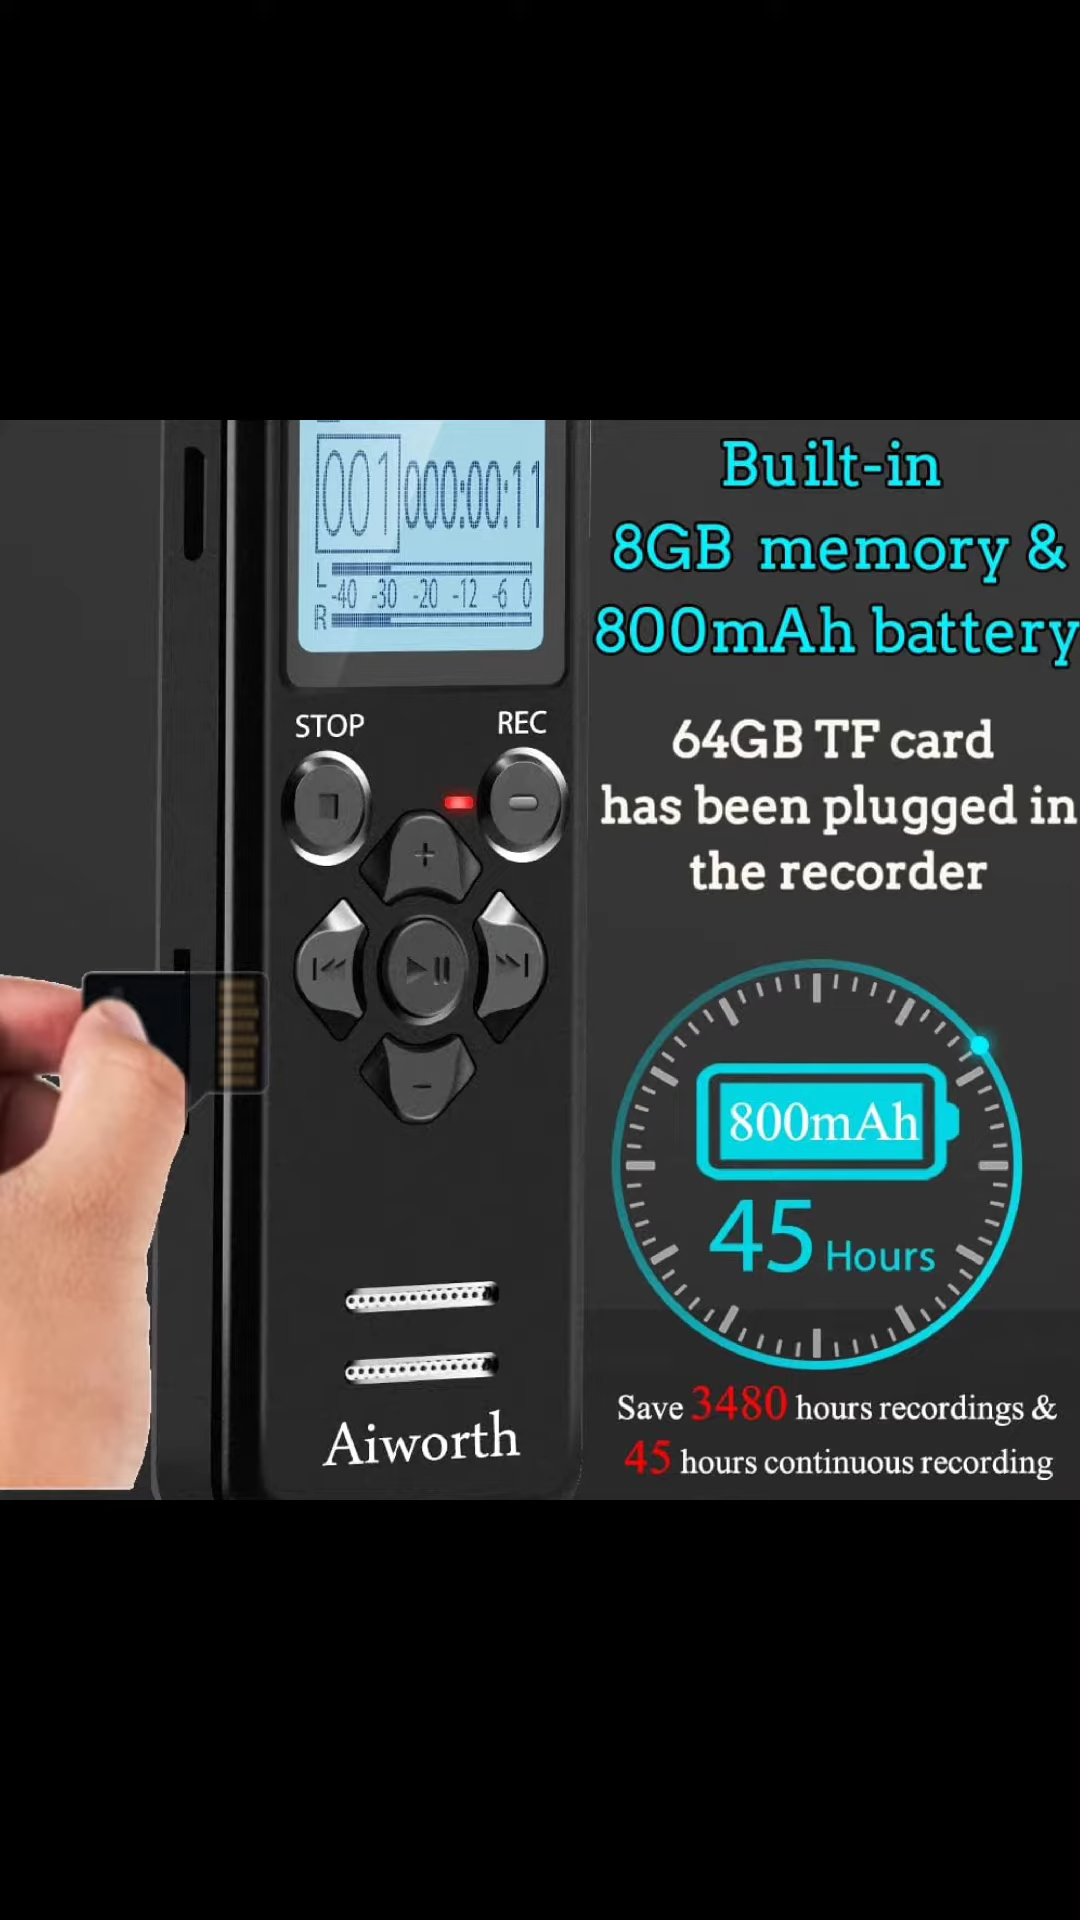 001 000:00:11
L
-40 -30 -20 -12 -6 0
R
STOP
REC
+
-
Aiworth
Built-in
8GB memory &
800mAh battery
64GB TF card
has been plugged in
the recorder
800mAh
45 Hours
Save 3480 hours recordings &
45 hours continuous recording